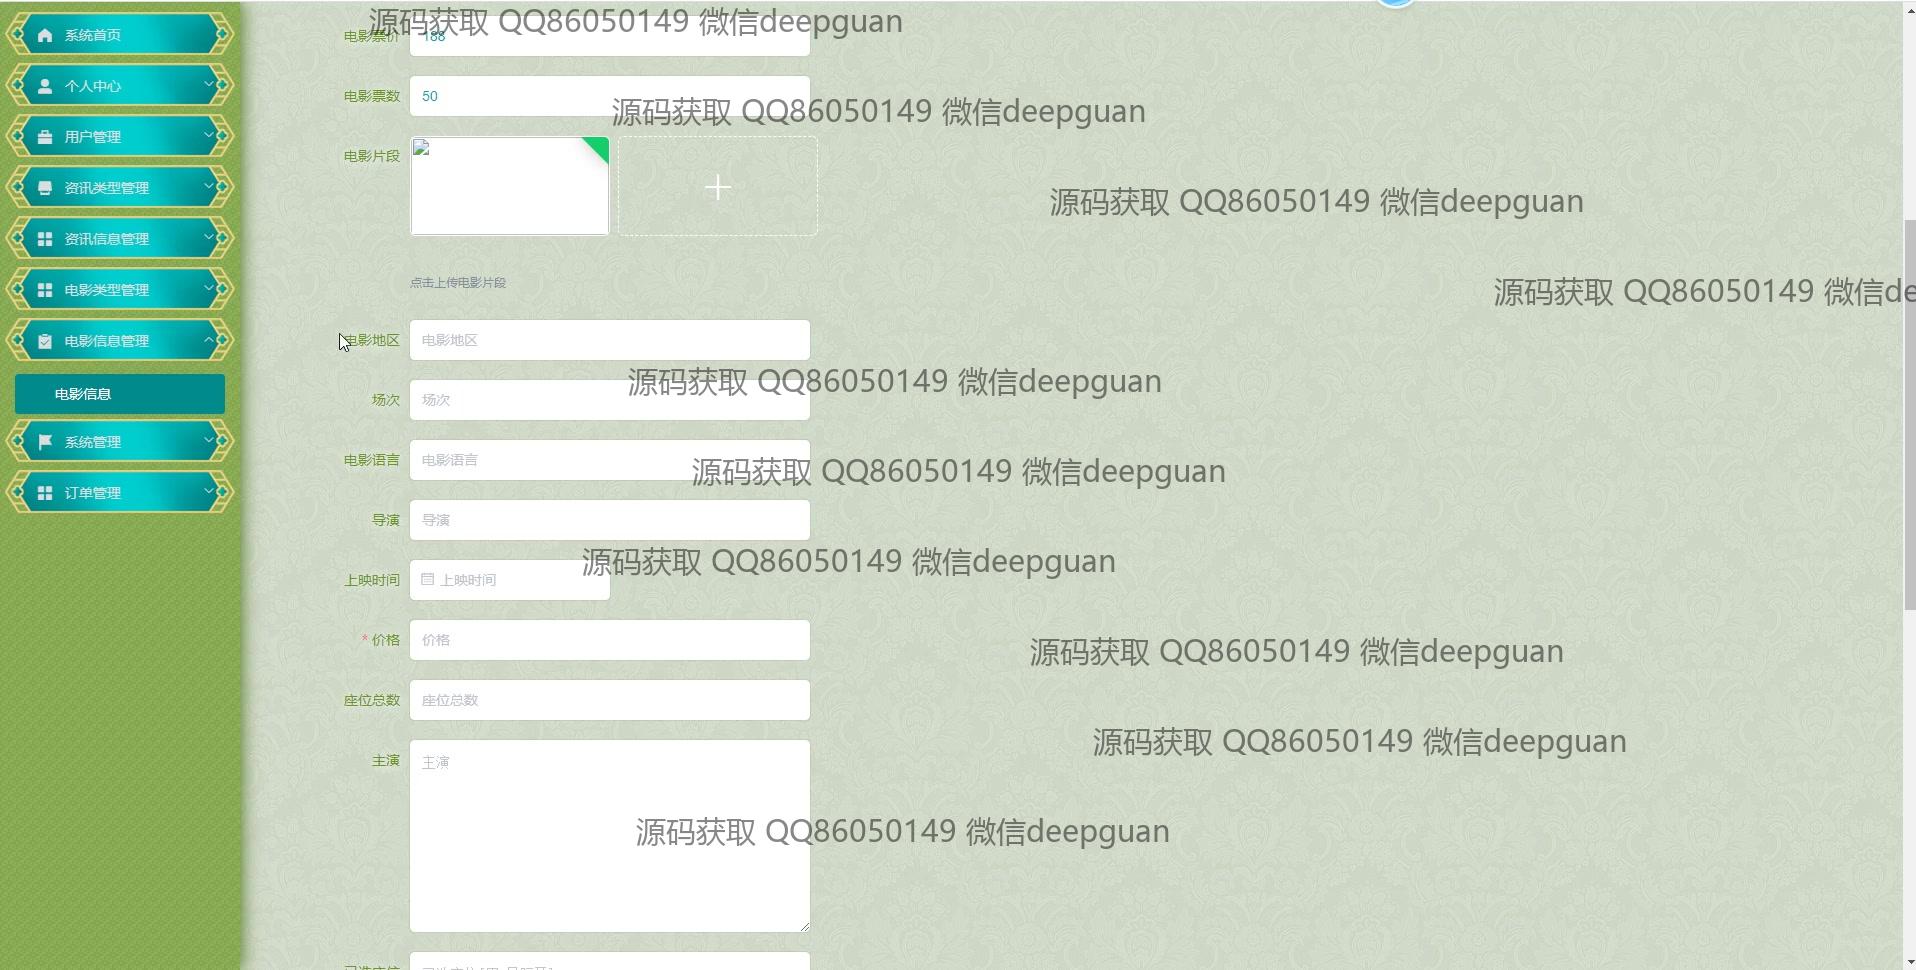 系统首页
个人中心
用户管理
资讯类型管理
资讯信息管理
电影类型管理
电影信息管理
电影信息
系统管理
订单管理
源码获取 QQ86050149 微信deepguan
电影票价 188
电影票数 50
源码获取 QQ86050149 微信deepguan
电影片段
源码获取 QQ86050149 微信deepguan
点击上传电影片段
源码获取 QQ86050149 微信de
电影地区 电影地区
源码获取 QQ86050149 微信deepguan
场次 场次
电影语言 电影语言
源码获取 QQ86050149 微信deepguan
导演 导演
源码获取 QQ86050149 微信deepguan
上映时间 上映时间
* 价格 价格
源码获取 QQ86050149 微信deepguan
座位总数 座位总数
源码获取 QQ86050149 微信deepguan
主演 主演
源码获取 QQ86050149 微信deepguan